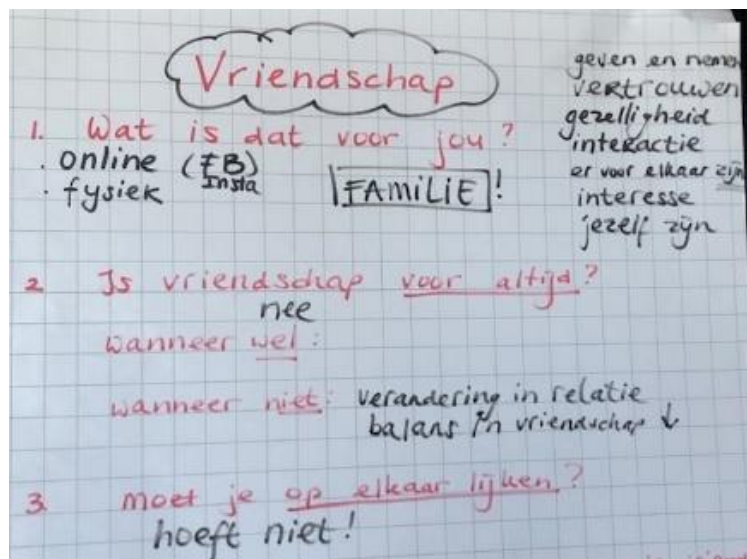 Vriendschap
geven en nemen
vertrouwen
gezelligheid
interactie
er voor elkaar zijn
interesse
jezelf zijn
1. Wat is dat voor jou?
· online (FB)
Insta
· fysiek
FAMILIE!
2 Is vriendschap voor altijd?
nee
wanneer wel:
wanneer niet: verandering in relatie
balans in vriendschap ↓
3. moet je op elkaar lijken?
hoeft niet!